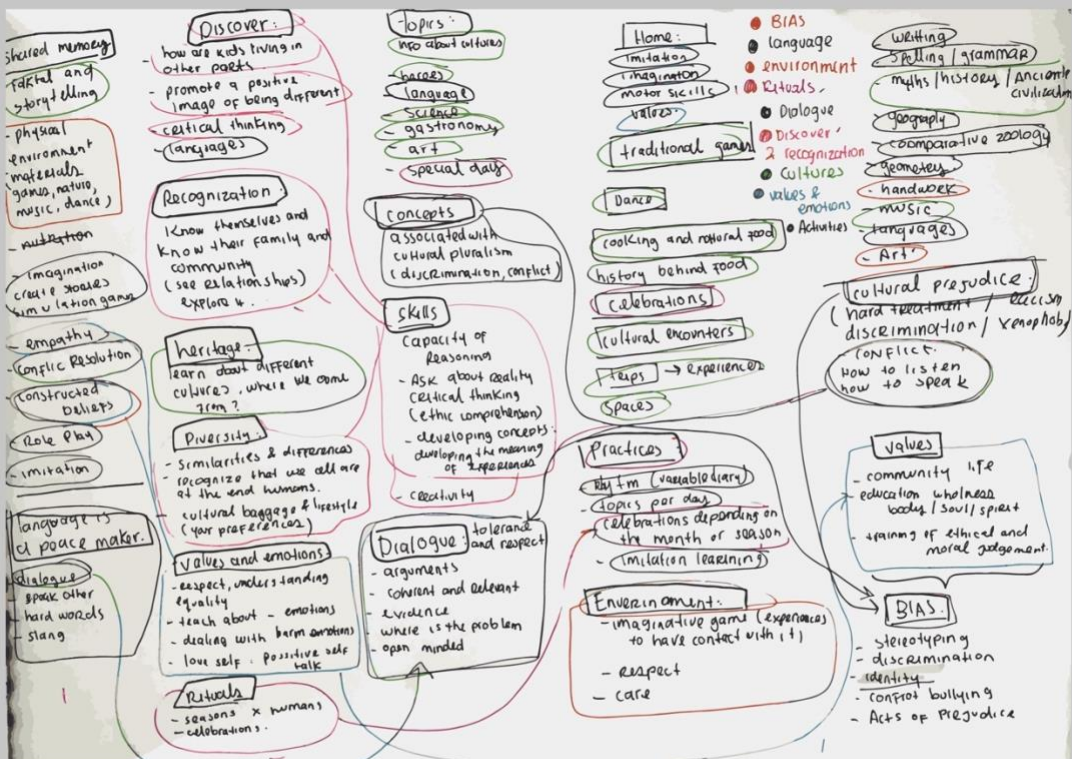 shared memory
storytelling
- physical
environment
- materials
(games, nature,
music, dance)
- nutrition
- imagination
create stories
simulation games
- empathy
- Conflic Resolution
- constructed
beliefs
- Role Play
- imitation
language is
a peace maker.
dialogue
- speak other
- hard words
- slang
Discover:
- how are kids living in
other parts.
- promote a positive
image of being different
- critical thinking
- languages
Recognization:
know themselves and
know their family and
community
(see relationships)
explore
heritage:
learn about different
cultures, where we come
from?
Diversity:
- similarities & differences
- recognize that we all are
at the end humans.
- cultural baggage & lifestyle
(your preferences)
values and emotions
- respect, understanding
equality
- teach about - emotions
- dealing with harm emotions
- love self. possitive self
talk
Rituals
- seasons x humans
- celebrations.
Topics:
info about cultures
- language
- science
- gastronomy
- art
- special day
concepts
associated with
cultural pluralism
(discrimination, conflict)
skills
capacity of
Reasoning
- Ask about reality
critical thinking
(ethic comprehension)
- developing concepts:
developing the meaning
of experiences
- creativity
Dialogue: tolerance
and respect
- arguments
- coherent and relevant
- evidence
- where is the problem
- open minded
Home:
imitation
imagination
motor skills
values.
traditional games
Dance
cooking and natural food
history behind food
celebrations
cultural encounters
trips → experiences
spaces
Practices
- Rhytm (variable diary)
- topics per day
- celebrations depending on
the month or season
- imitation learning
Enverinoment:
- imaginative game (experiences
to have contact with it)
- respect
- care
BIAS
language
environment
Rituals.
Dialogue
Discover
2 recognization
cultures
values &
emotions
Activities
- writting
- spelling / grammar
- myths / history / Anciente
civilization
- geography
- coomparative zoology
- geometry
- handwork
- music
- languages
- Art
cultural prejudice:
(hard treatment / racism
discrimination / xenophoby
CONFLICT.
How to listen
how to speak
values
- community life
- education wholness
body / soul / spirit
- training of ethical and
moral judgement.
BIAS.
- stereotyping
- discrimination
- identity
- confrot bullying
- Acts of Prejudice